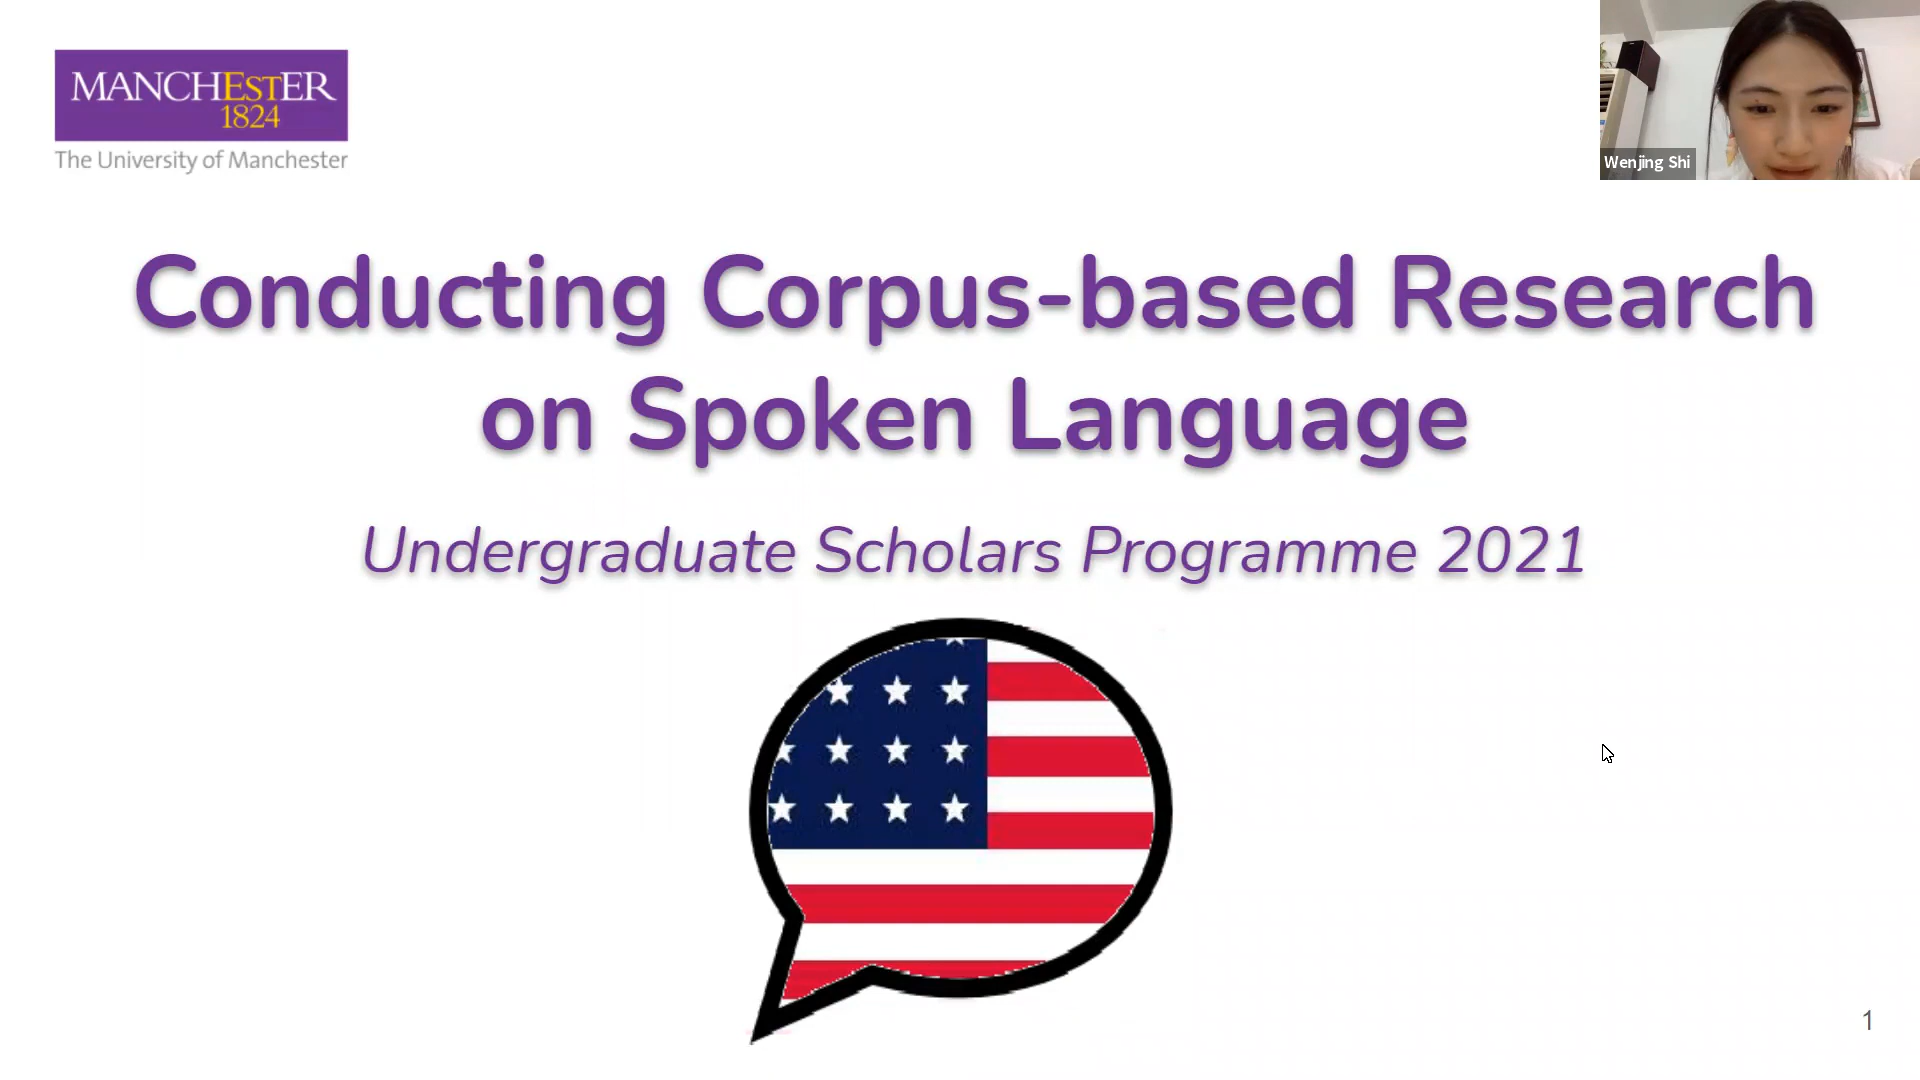 MANCHESTER
1824
The University of Manchester
Wenjing Shi
Conducting Corpus-based Research
on Spoken Language
Undergraduate Scholars Programme 2021
1